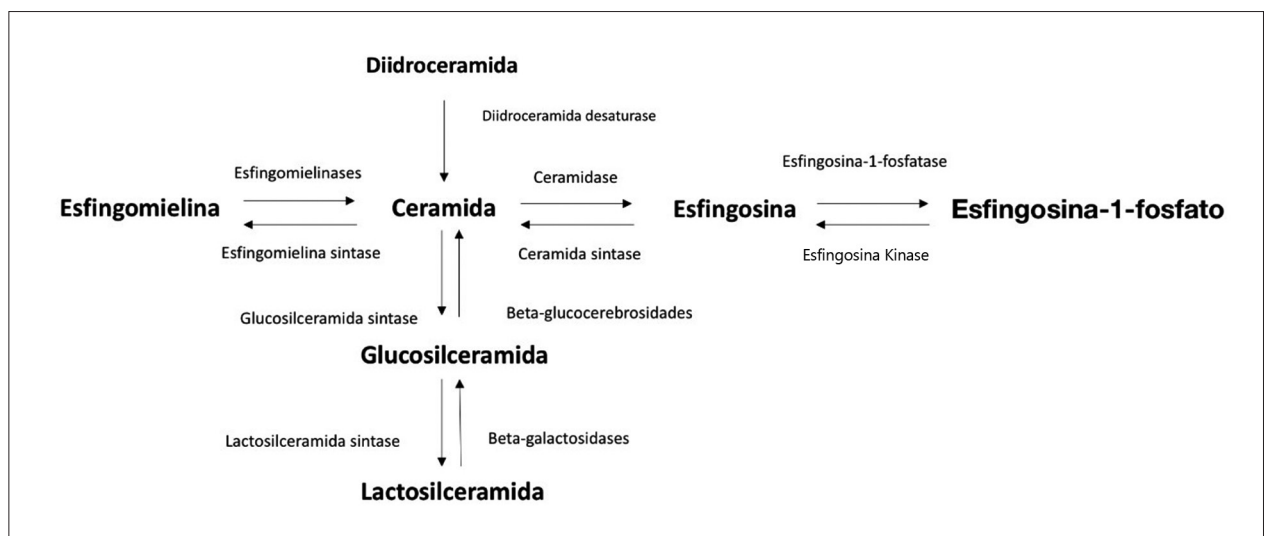 Diidroceramida
Diidroceramida desaturase
Esfingomielinases
Ceramidase
Esfingosina-1-fosfatase
Esfingomielina
Ceramida
Esfingosina
Esfingosina-1-fosfato
Esfingomielina sintase
Ceramida sintase
Esfingosina Kinase
Glucosilceramida sintase
Beta-glucocerebrosidades
Glucosilceramida
Lactosilceramida sintase
Beta-galactosidases
Lactosilceramida